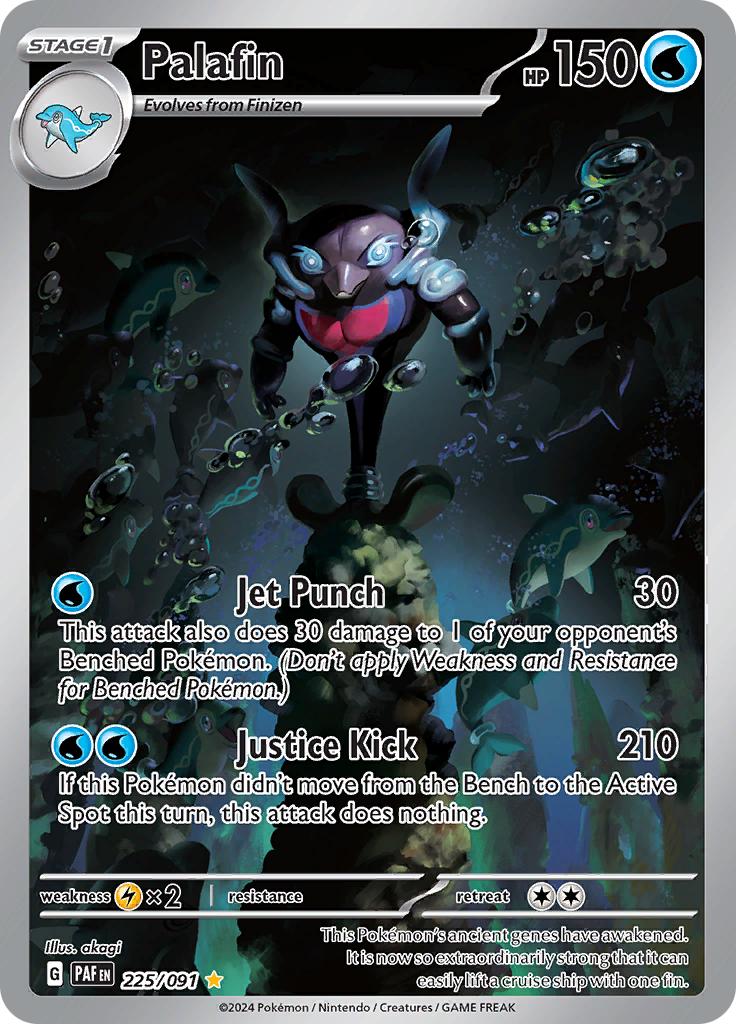 STAGE1
Palafin
HP 150
Evolves from Finizen
Jet Punch 30
This attack also does 30 damage to 1 of your opponent's
Benched Pokémon. (Don't apply Weakness and Resistance
for Benched Pokémon.)
Justice Kick 210
If this Pokémon didn't move from the Bench to the Active
Spot this turn, this attack does nothing.
weakness ×2 resistance retreat
This Pokémon's ancient genes have awakened.
It is now so extraordinarily strong that it can
easily lift a cruise ship with one fin.
Illus. akagi
G PAF EN 225/091
©2024 Pokémon / Nintendo / Creatures / GAME FREAK